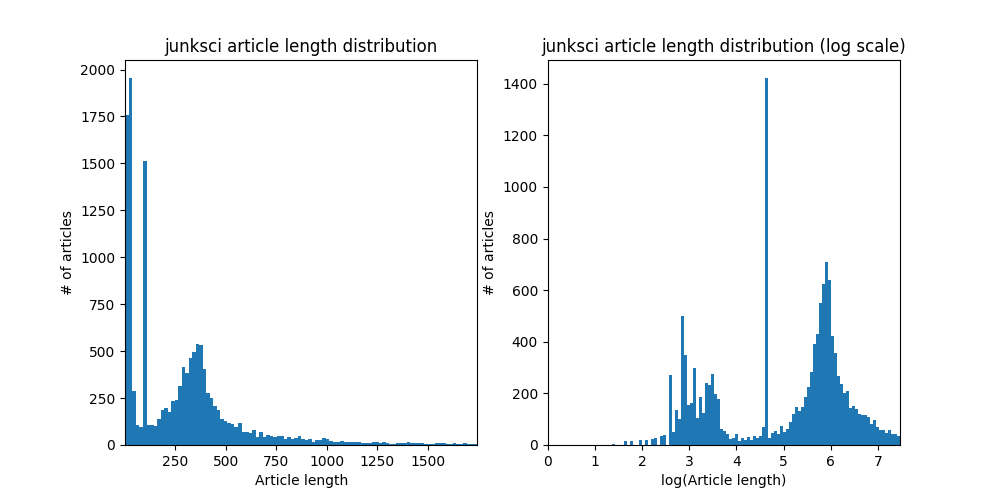 junksci article length distribution
2000
1750
1500
1250
1000
750
500
250
0
# of articles
250 500 750 1000 1250 1500
Article length
junksci article length distribution (log scale)
1400
1200
1000
800
600
400
200
0
# of articles
0 1 2 3 4 5 6 7
log(Article length)